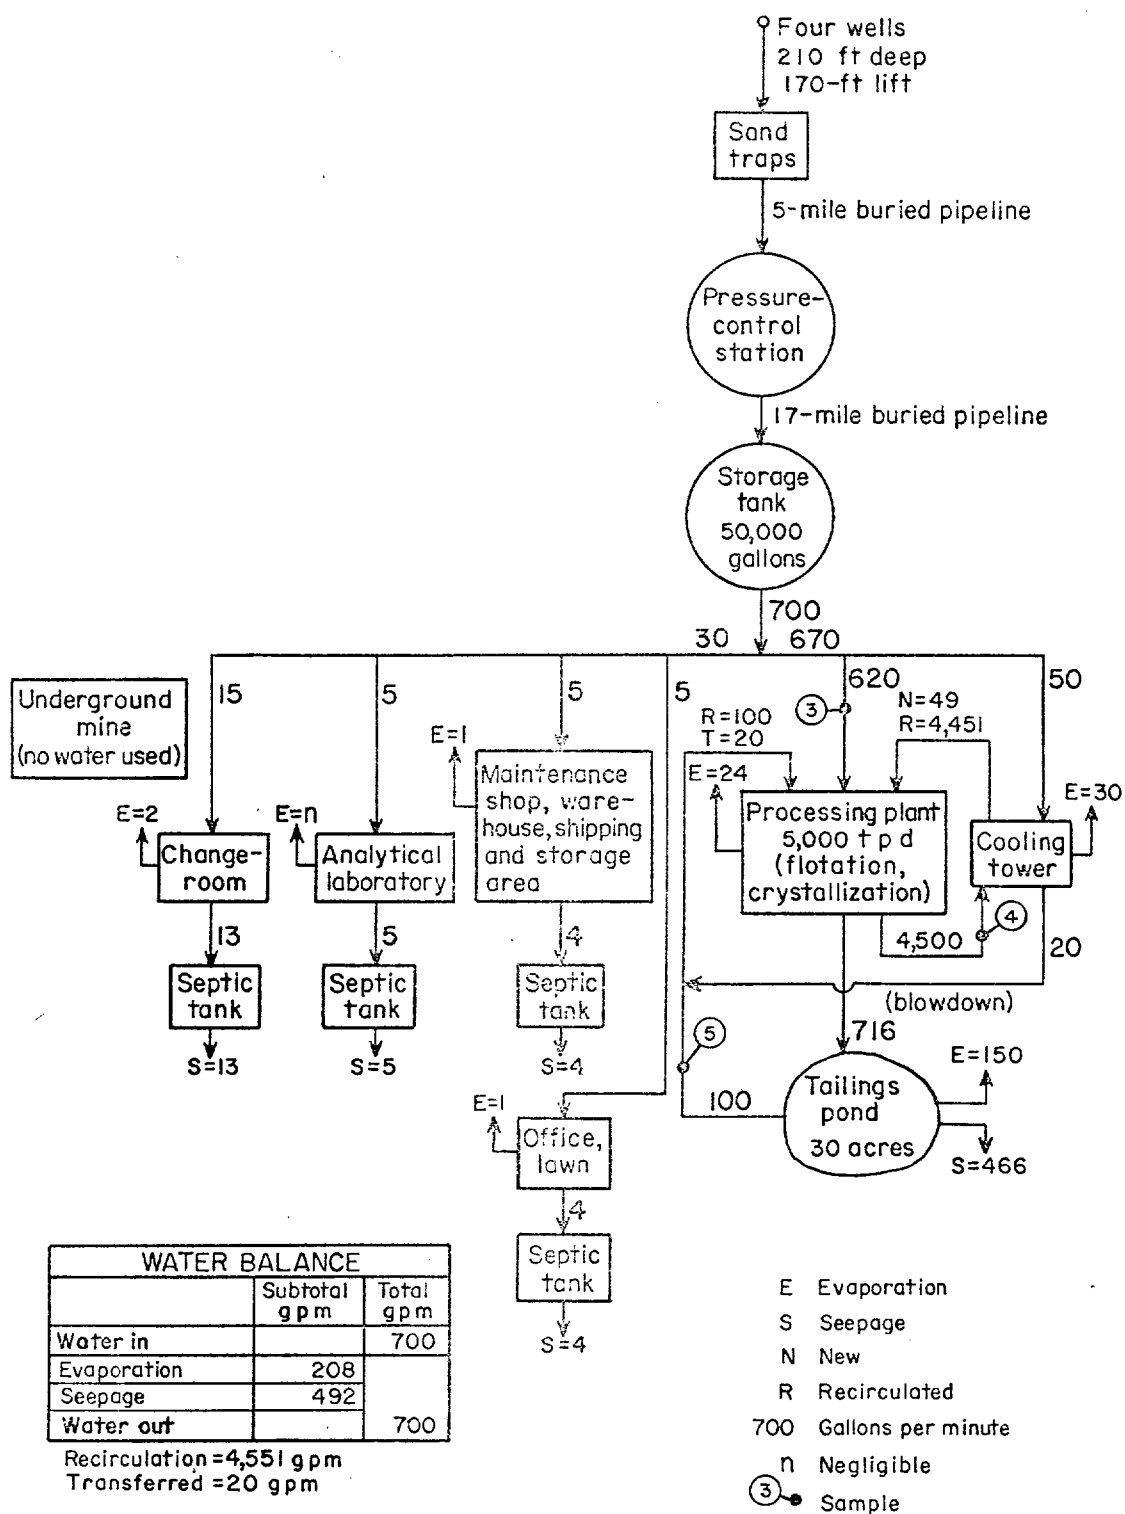 Four wells
210 ft deep
170-ft lift
Sand
traps
5-mile buried pipeline
Pressure-
control
station
17-mile buried pipeline
Storage
tank
50,000
gallons
700
30 670
Underground
mine
(no water used)
15
5
5
5
620
50
3
R=100
T=20
N=49
R=4,451
E=2
Change-
room
13
Septic
tank
S=13
E=n
Analytical
laboratory
5
Septic
tank
S=5
E=1
Maintenance
shop, ware-
house, shipping
and storage
area
4
Septic
tank
S=4
E=24
Processing plant
5,000 t p d
(flotation,
crystallization)
E=30
Cooling
tower
4,500
4
20
(blowdown)
716
5
100
Tailings
pond
30 acres
E=150
S=466
E=1
Office,
lawn
4
Septic
tank
S=4
WATER BALANCE
Subtotal gpm Total gpm
Water in 700
Evaporation 208
Seepage 492
Water out 700
Recirculation = 4,551 gpm
Transferred = 20 gpm
E Evaporation
S Seepage
N New
R Recirculated
700 Gallons per minute
n Negligible
3 Sample